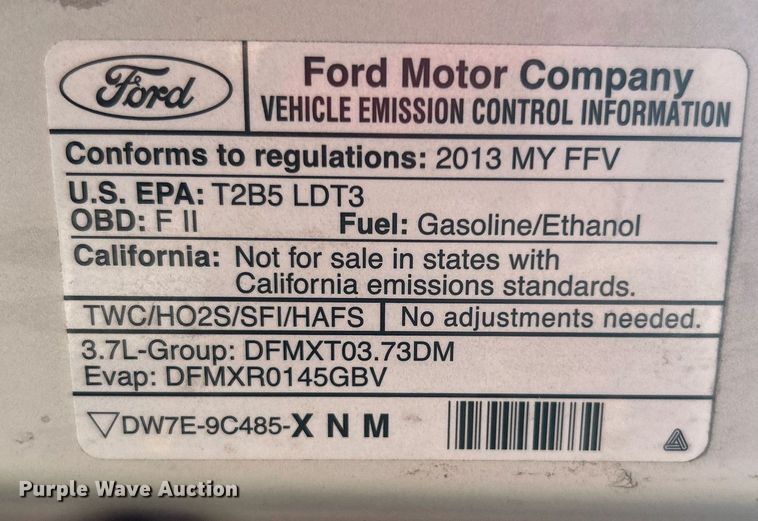 Ford
Ford Motor Company
VEHICLE EMISSION CONTROL INFORMATION
Conforms to regulations: 2013 MY FFV
U.S. EPA: T2B5 LDT3
OBD: F II Fuel: Gasoline/Ethanol
California: Not for sale in states with
California emissions standards.
TWC/HO2S/SFI/HAFS No adjustments needed.
3.7L-Group: DFMXT03.73DM
Evap: DFMXR0145GBV
DW7E-9C485-X N M
Purple Wave Auction